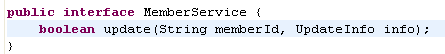 public interface MemberService {
    boolean update(String memberId, UpdateInfo info);
}